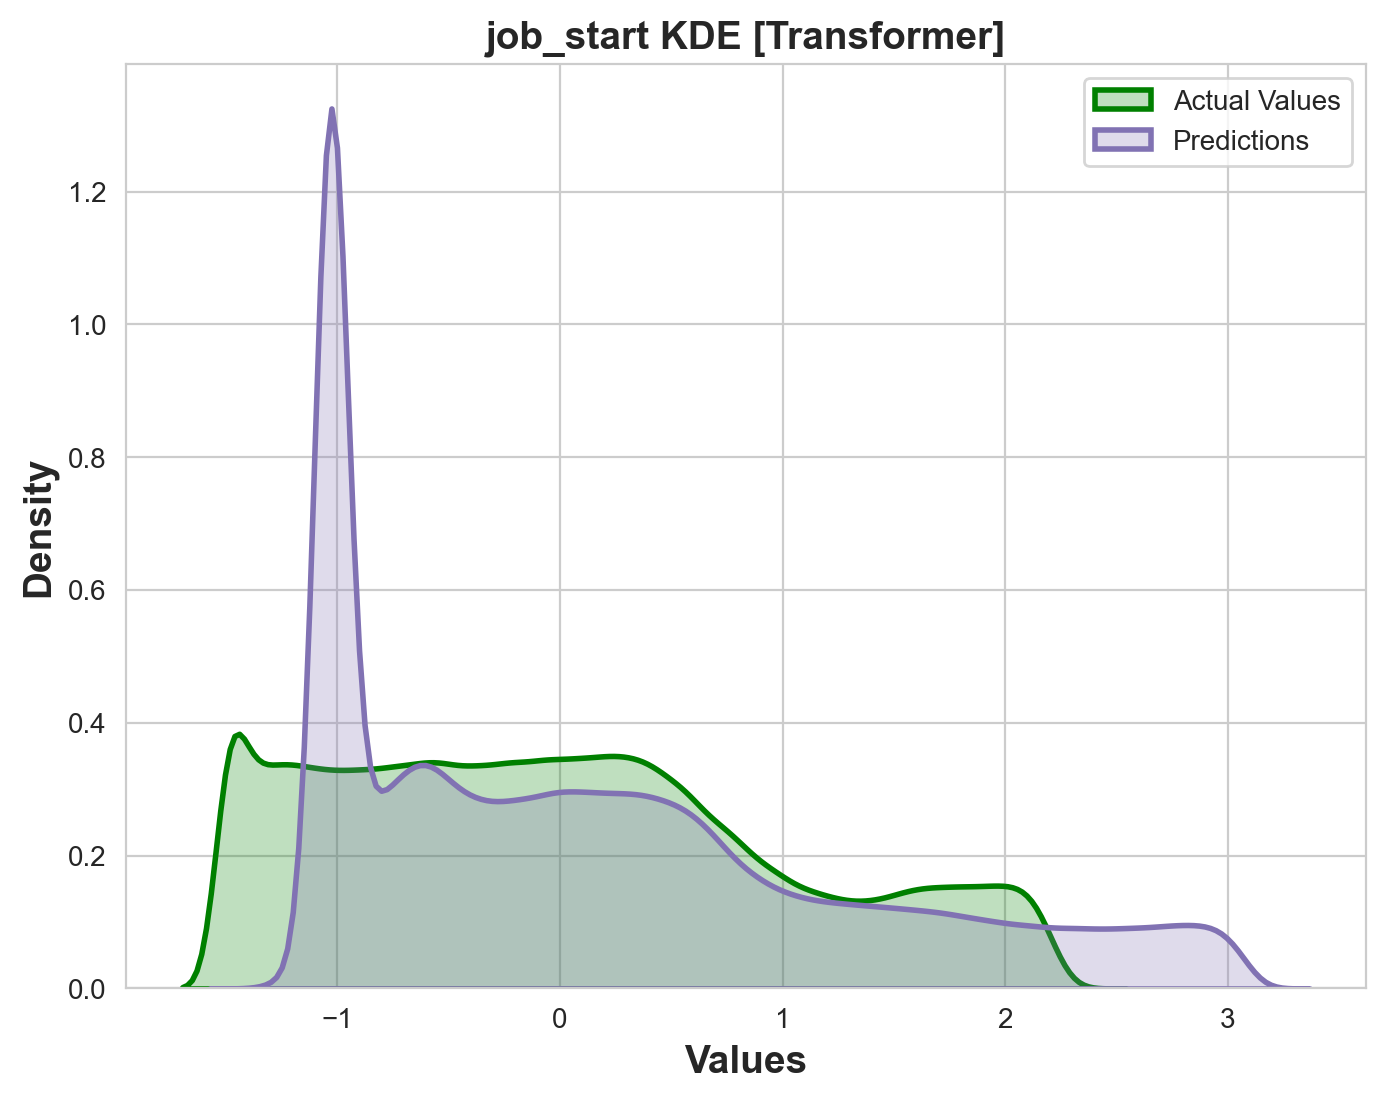 job_start KDE [Transformer]
Actual Values
Predictions
1.2
1.0
0.8
0.6
0.4
0.2
0.0
Density
−1
0
1
2
3
Values